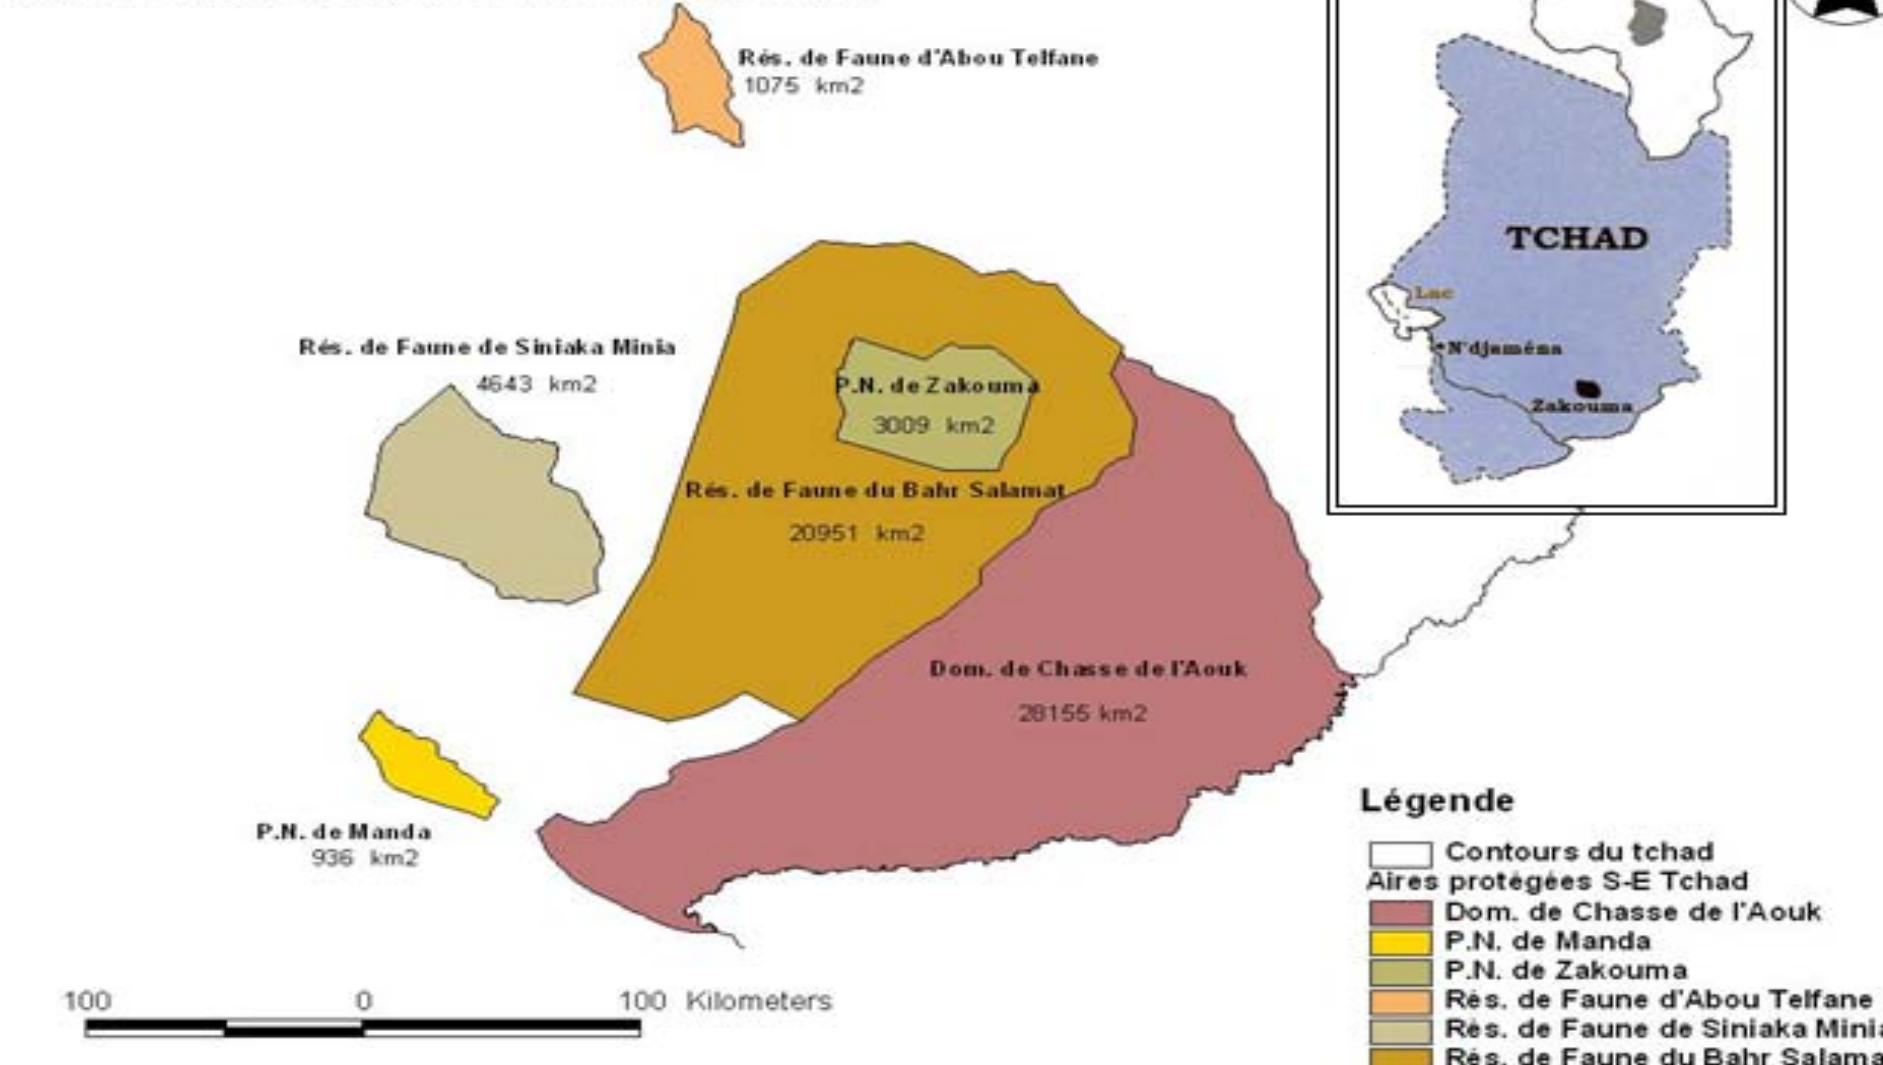 Rés. de Faune d'Abou Telfane
1075 km2
TCHAD
Lac
N'djaména
Zakouma
Rés. de Faune de Siniaka Minia
4643 km2
P.N. de Zakouma
3009 km2
Rés. de Faune du Bahr Salamat
20951 km2
Dom. de Chasse de l'Aouk
28155 km2
P.N. de Manda
936 km2
Légende
Contours du tchad
Aires protégées S-E Tchad
Dom. de Chasse de l'Aouk
P.N. de Manda
P.N. de Zakouma
Rés. de Faune d'Abou Telfane
Rés. de Faune de Siniaka Minia
Rés. de Faune du Bahr Salama
100 0 100 Kilometers